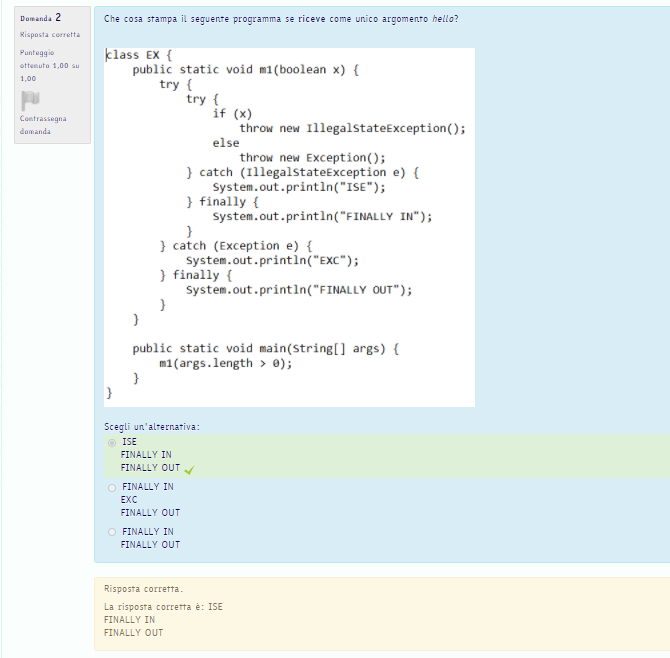 Domanda 2
Risposta corretta
Punteggio
ottenuto 1,00 su
1,00
Contrassegna
domanda
Che cosa stampa il seguente programma se riceve come unico argomento hello?
class EX {
    public static void m1(boolean x) {
        try {
            try {
                if (x)
                    throw new IllegalStateException();
                else
                    throw new Exception();
            } catch (IllegalStateException e) {
                System.out.println("ISE");
            } finally {
                System.out.println("FINALLY IN");
            }
        } catch (Exception e) {
            System.out.println("EXC");
        } finally {
            System.out.println("FINALLY OUT");
        }
    }
    public static void main(String[] args) {
        m1(args.length > 0);
    }
}
Scegli un'alternativa:
ISE
FINALLY IN
FINALLY OUT
FINALLY IN
EXC
FINALLY OUT
FINALLY IN
FINALLY OUT
Risposta corretta.
La risposta corretta è: ISE
FINALLY IN
FINALLY OUT